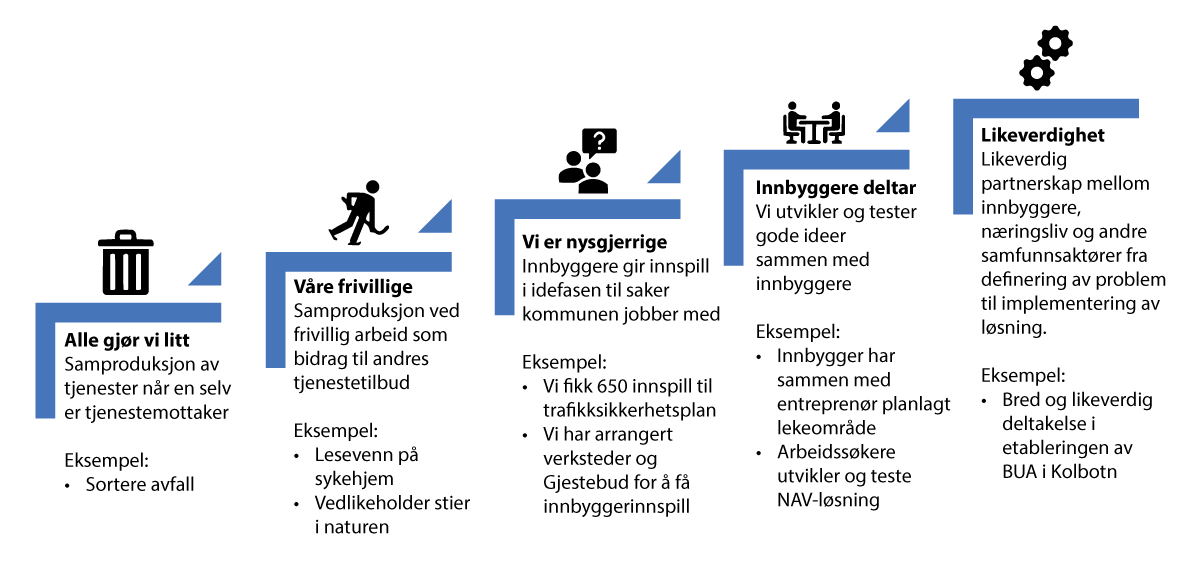 Alle gjør vi litt
Samproduksjon av
tjenester når en selv
er tjenestemottaker
Eksempel:
• Sortere avfall
Våre frivillige
Samproduksjon ved
frivillig arbeid som
bidrag til andres
tjenestetilbud
Eksempel:
• Lesevenn på
sykehjem
• Vedlikeholder stier
i naturen
?
Vi er nysgjerrige
Innbyggere gir innspill
i idefasen til saker
kommunen jobber med
Eksempel:
• Vi fikk 650 innspill til
trafikksikkerhetsplan
• Vi har arrangert
verksteder og
Gjestebud for å få
innbyggerinnspill
Innbyggere deltar
Vi utvikler og tester
gode ideer
sammen med
innbyggere
Eksempel:
• Innbygger har
sammen med
entreprenør planlagt
lekeområde
• Arbeidssøkere
utvikler og teste
NAV-løsning
Likeverdighet
Likeverdig
partnerskap mellom
innbyggere,
næringsliv og andre
samfunnsaktører fra
definering av problem
til implementering av
løsning.
Eksempel:
• Bred og likeverdig
deltakelse i
etableringen av
BUA i Kolbotn